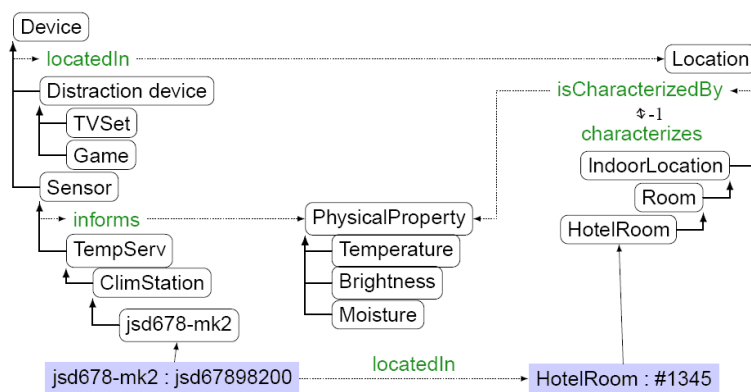 Device
locatedIn
Location
Distraction device
isCharacterizedBy
TVSet
-1
characterizes
Game
IndoorLocation
Sensor
Room
informs
PhysicalProperty
HotelRoom
TempServ
Temperature
ClimStation
Brightness
jsd678-mk2
Moisture
locatedIn
jsd678-mk2 : jsd67898200
HotelRoom : #1345